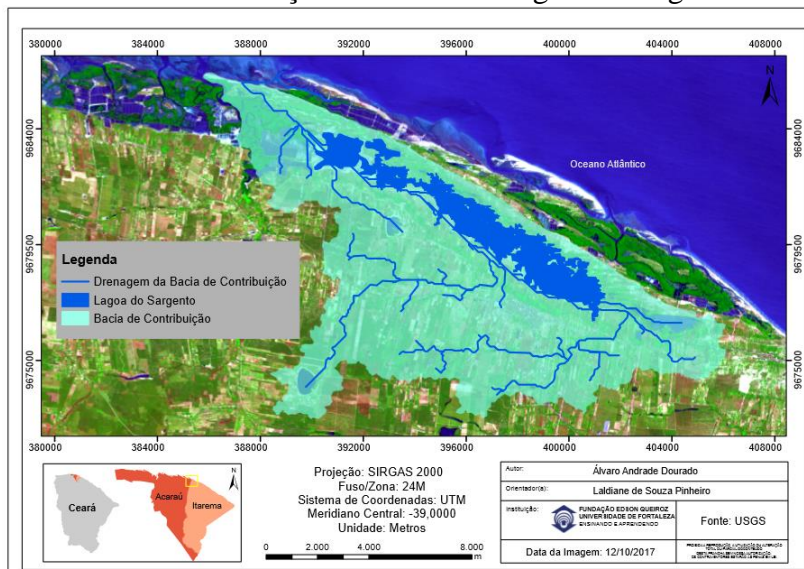 380000 384000 388000 392000 396000 400000 404000 408000
N
9684000
9684000
Oceano Atlântico
9679500
9679500
Legenda
Drenagem da Bacia de Contribuição
Lagoa do Sargento
Bacia de Contribuição
9675000
9675000
380000 384000 388000 392000 396000 400000 404000 408000
Ceará
Acaraú
Itarema
N
Projeção: SIRGAS 2000
Fuso/Zona: 24M
Sistema de Coordenadas: UTM
Meridiano Central: -39,0000
Unidade: Metros
0 2.000 4.000 8.000
m
Autor: Álvaro Andrade Dourado
Orientador(a): Laldiane de Souza Pinheiro
Instituição:
FUNDAÇÃO EDSON QUEIROZ
UNIVERSIDADE DE FORTALEZA
ENSINANDO E APRENDENDO
Fonte: USGS
Data da Imagem: 12/10/2017